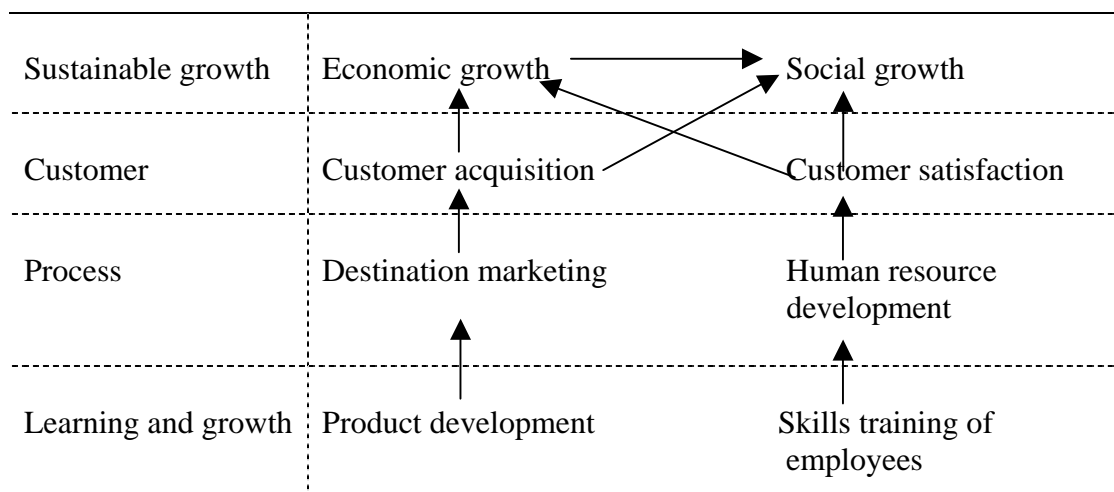 Sustainable growth Economic growth Social growth
Customer Customer acquisition Customer satisfaction
Process Destination marketing Human resource
development
Learning and growth Product development Skills training of
employees